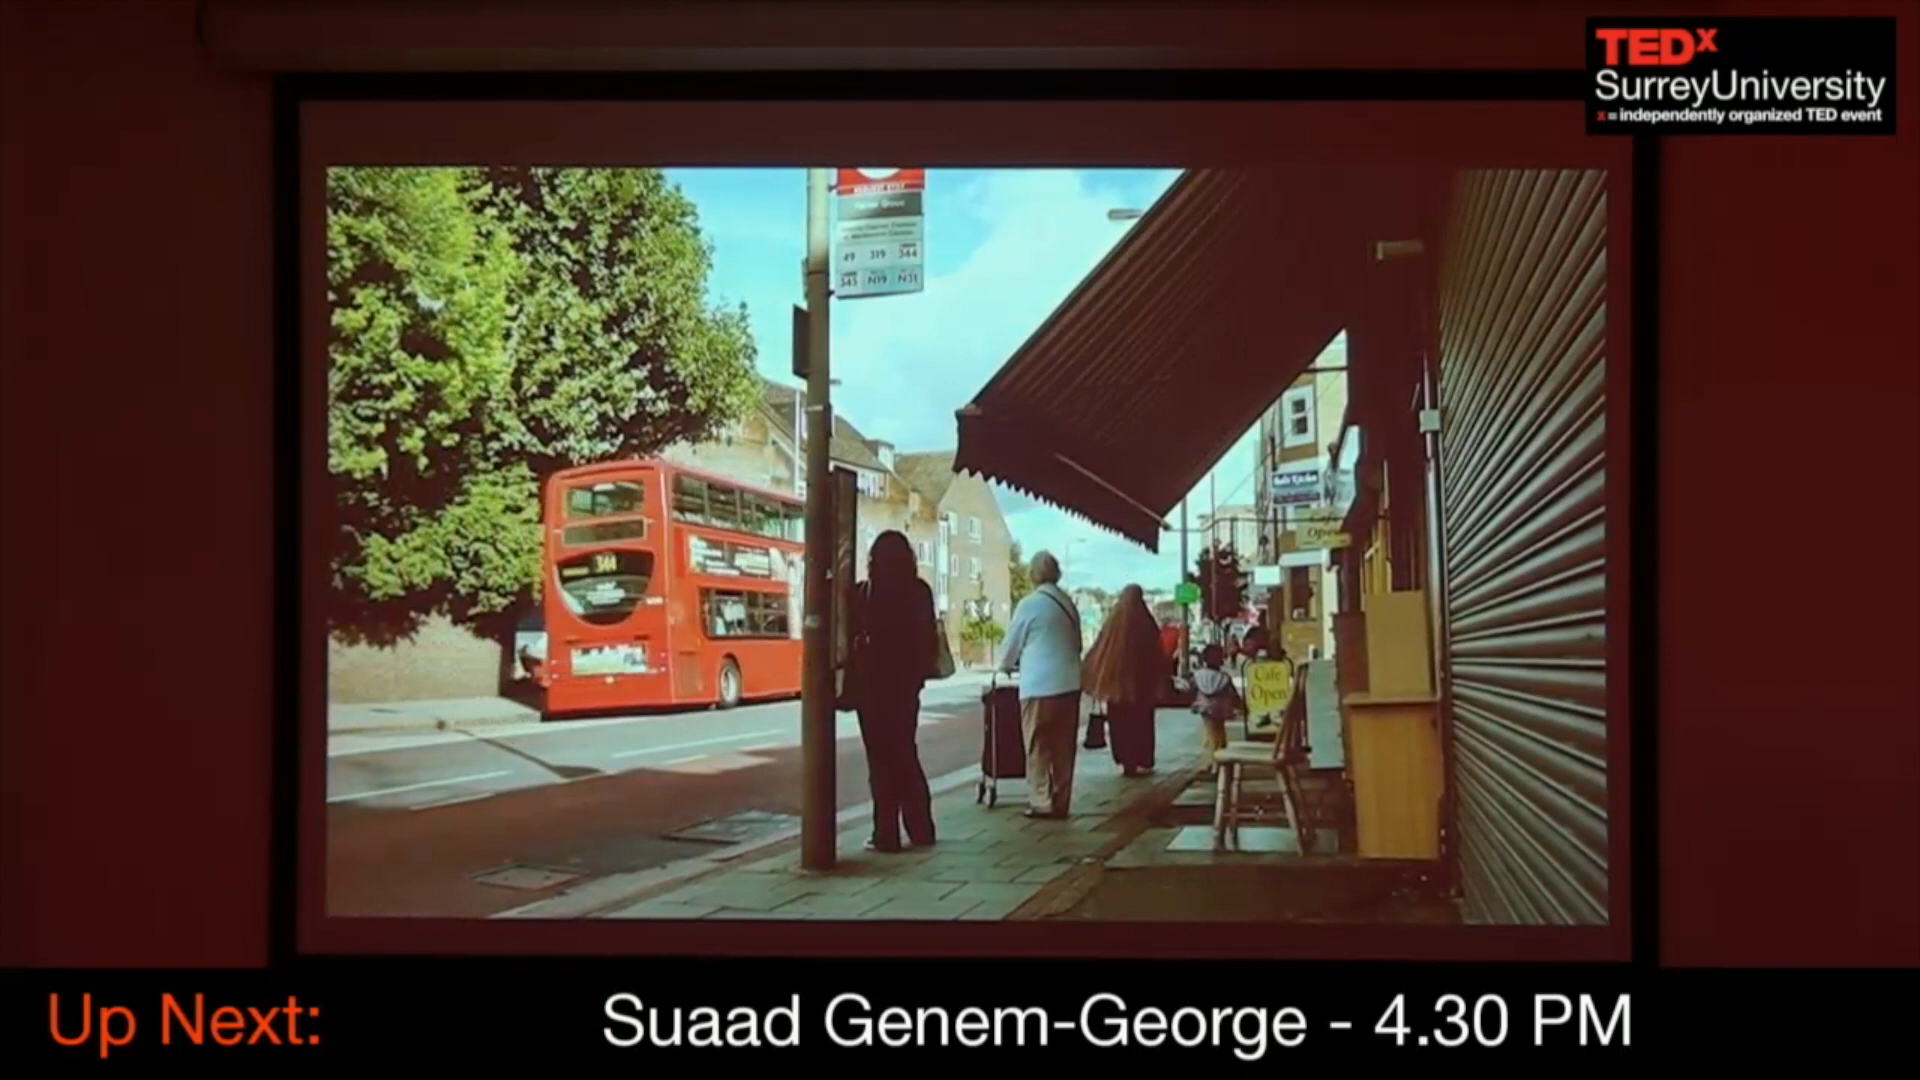 TEDx
SurreyUniversity
x = independently organized TED event
49 319 344
345 N19 N31
344
Cafe
Open
Open
Up Next: Suaad Genem-George - 4.30 PM